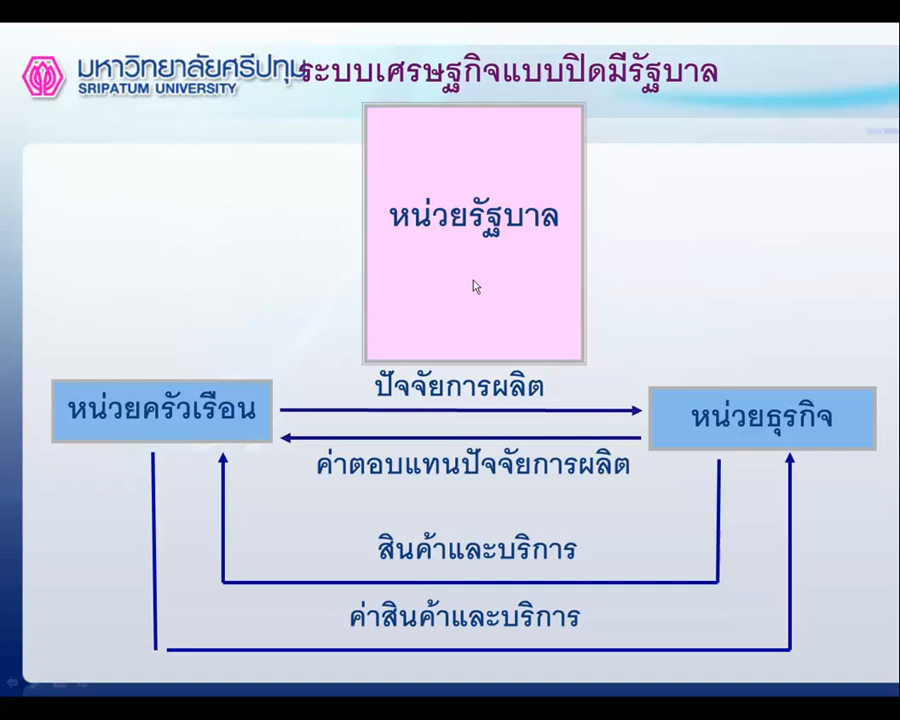 มหาวิทยาลัยศรีปทุม
SRIPATUM UNIVERSITY
ระบบเศรษฐกิจแบบปิดมีรัฐบาล
หน่วยรัฐบาล
ปัจจัยการผลิต
หน่วยครัวเรือน
หน่วยธุรกิจ
ค่าตอบแทนปัจจัยการผลิต
สินค้าและบริการ
ค่าสินค้าและบริการ